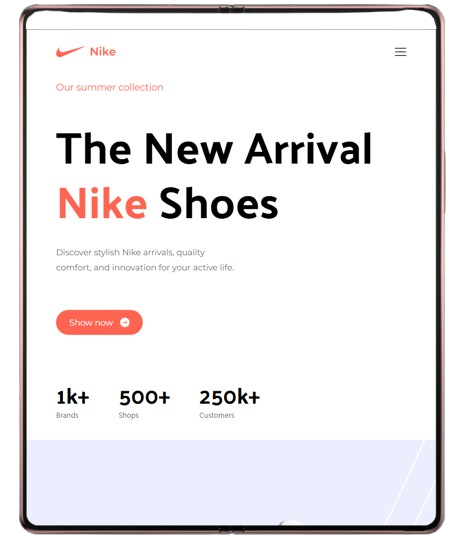 Nike
Our summer collection
The New Arrival
Nike Shoes
Discover stylish Nike arrivals, quality
comfort, and innovation for your active life.
Show now
1k+ 500+ 250k+
Brands Shops Customers